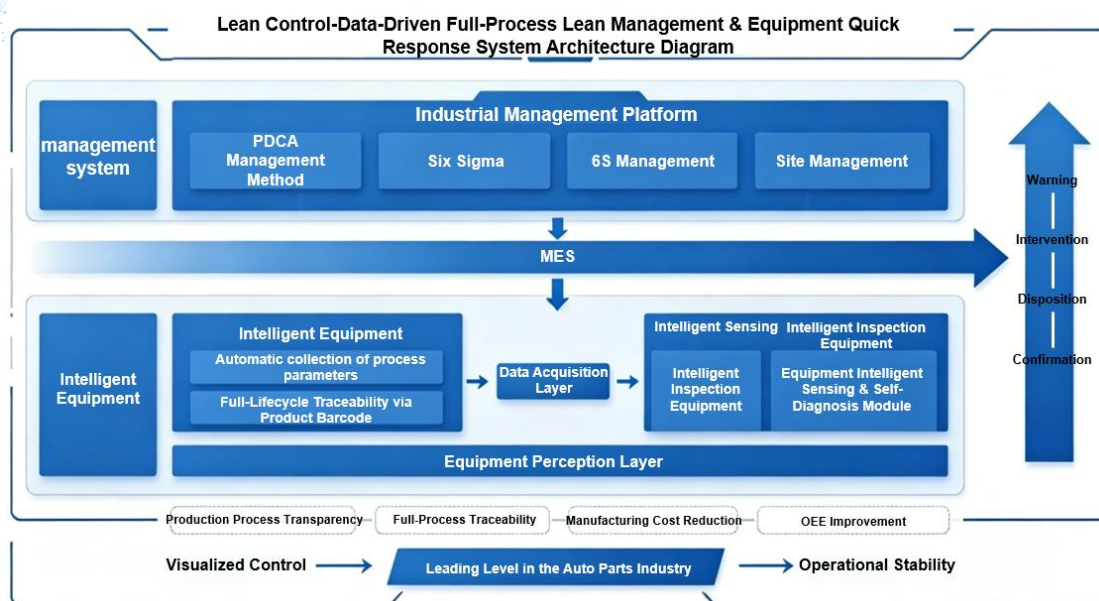 Lean Control-Data-Driven Full-Process Lean Management & Equipment Quick
Response System Architecture Diagram
management
system
Industrial Management Platform
PDCA
Management
Method
Six Sigma
6S Management
Site Management
MES
Warning
Intervention
Disposition
Confirmation
Intelligent
Equipment
Intelligent Equipment
Automatic collection of process
parameters
Full-Lifecycle Traceability via
Product Barcode
Data Acquisition
Layer
Intelligent Sensing
Intelligent Inspection
Equipment
Intelligent
Inspection
Equipment
Equipment Intelligent
Sensing & Self-
Diagnosis Module
Equipment Perception Layer
Production Process Transparency
Full-Process Traceability
Manufacturing Cost Reduction
OEE Improvement
Visualized Control
Leading Level in the Auto Parts Industry
Operational Stability